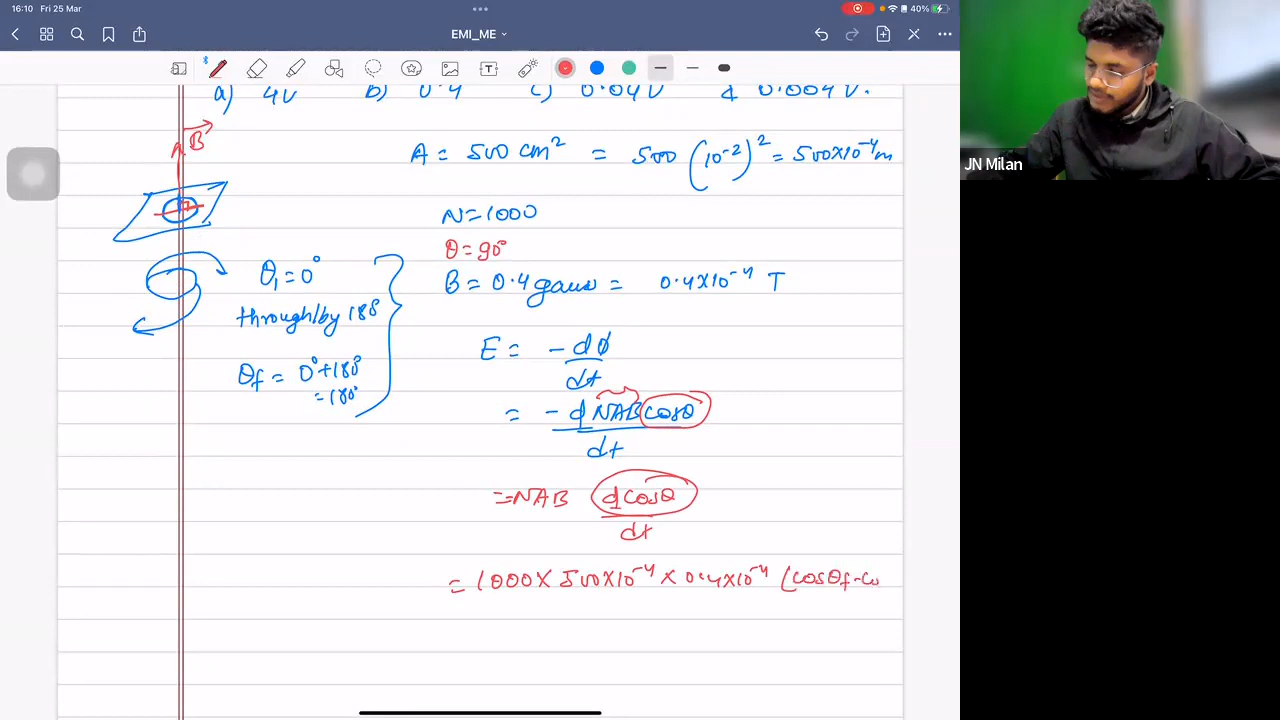 16:10 Fri 25 Mar
40%
EMI_ME
a) 4V b) 0.4 c) 0.04V d 0.004V.
B
A = 500 cm² = 500 (10⁻²)² = 500×10⁻⁴m
N=1000
θ=90°
B = 0.4 gauss = 0.4×10⁻⁴ T
θ₁ = 0°
through/by 180°
θf = 0°+180°
=180°
E = -dϕ
dt
= -d NAB cosθ
dt
=-NAB d cosθ
dt
= 1000 × 500×10⁻⁴ × 0.4×10⁻⁴ (cosθf-co
JN Milan